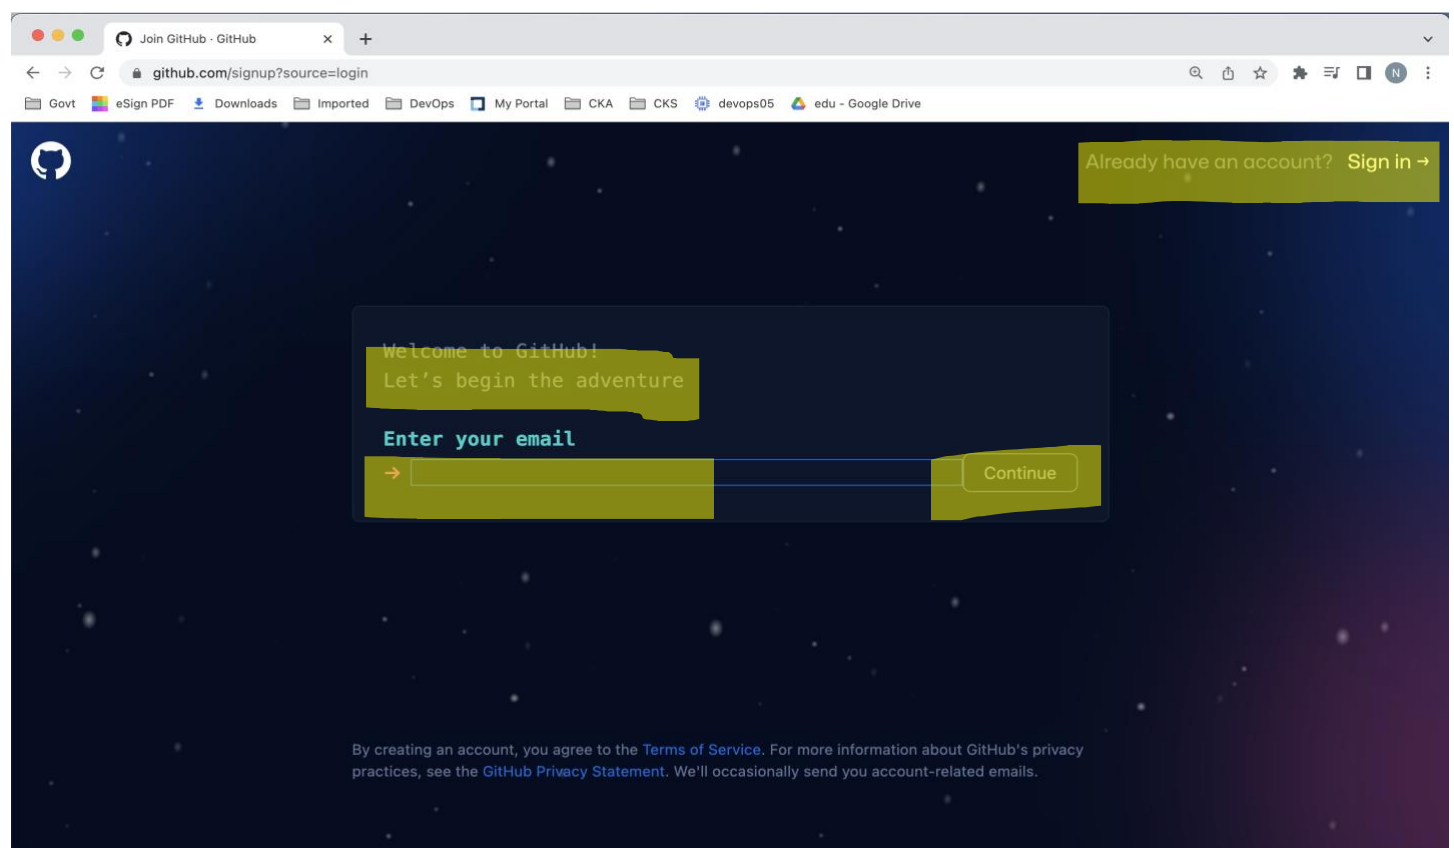 Join GitHub · GitHub
github.com/signup?source=login
N
Govt eSign PDF Downloads Imported DevOps My Portal CKA CKS devops05 edu - Google Drive
Already have an account? Sign in →
Welcome to GitHub!
Let’s begin the adventure
Enter your email
→ Continue
By creating an account, you agree to the Terms of Service. For more information about GitHub's privacy
practices, see the GitHub Privacy Statement. We'll occasionally send you account-related emails.